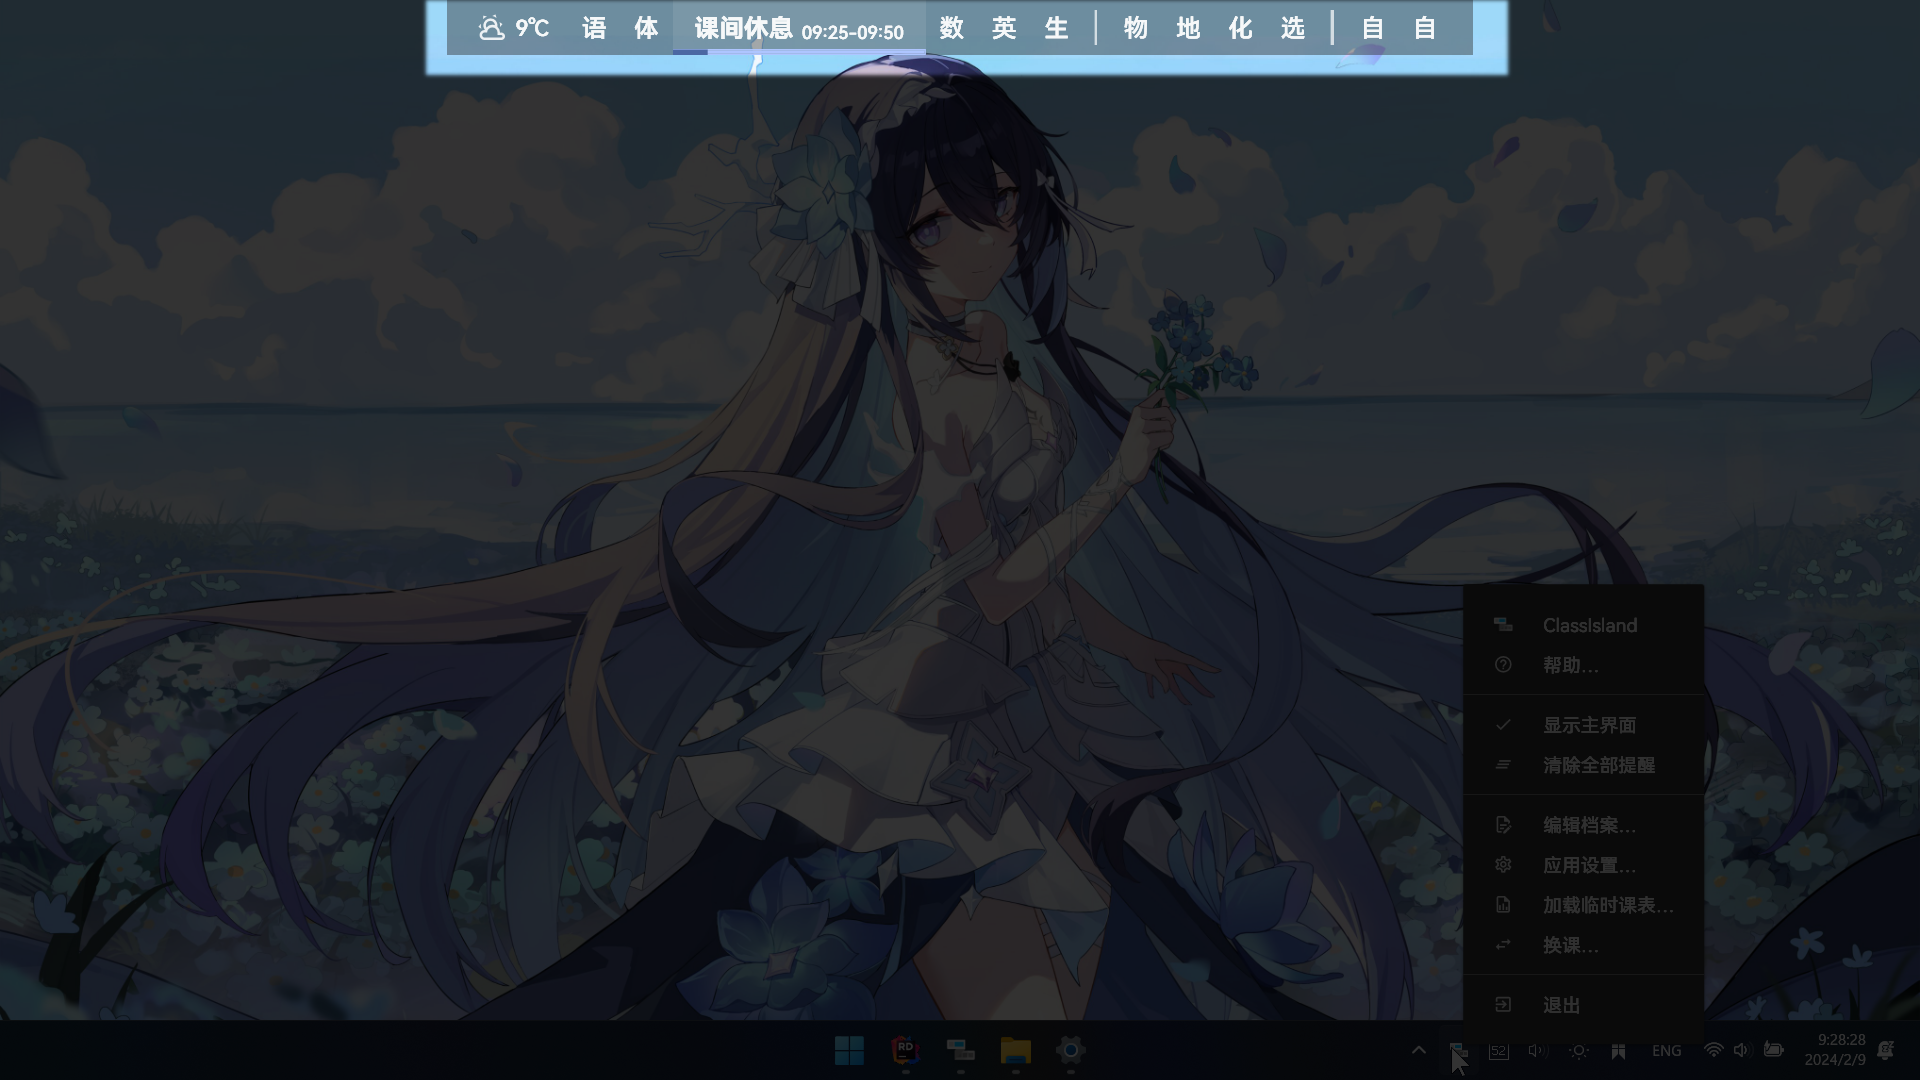 9℃ 语 体 课间休息 09:25-09:50 数 英 生 | 物 地 化 选 | 自 自
ClassIsland
帮助...
显示主界面
清除全部提醒
编辑档案...
应用设置...
加载临时课表...
换课...
退出
RD
52
ENG
9:28:28
2024/2/9